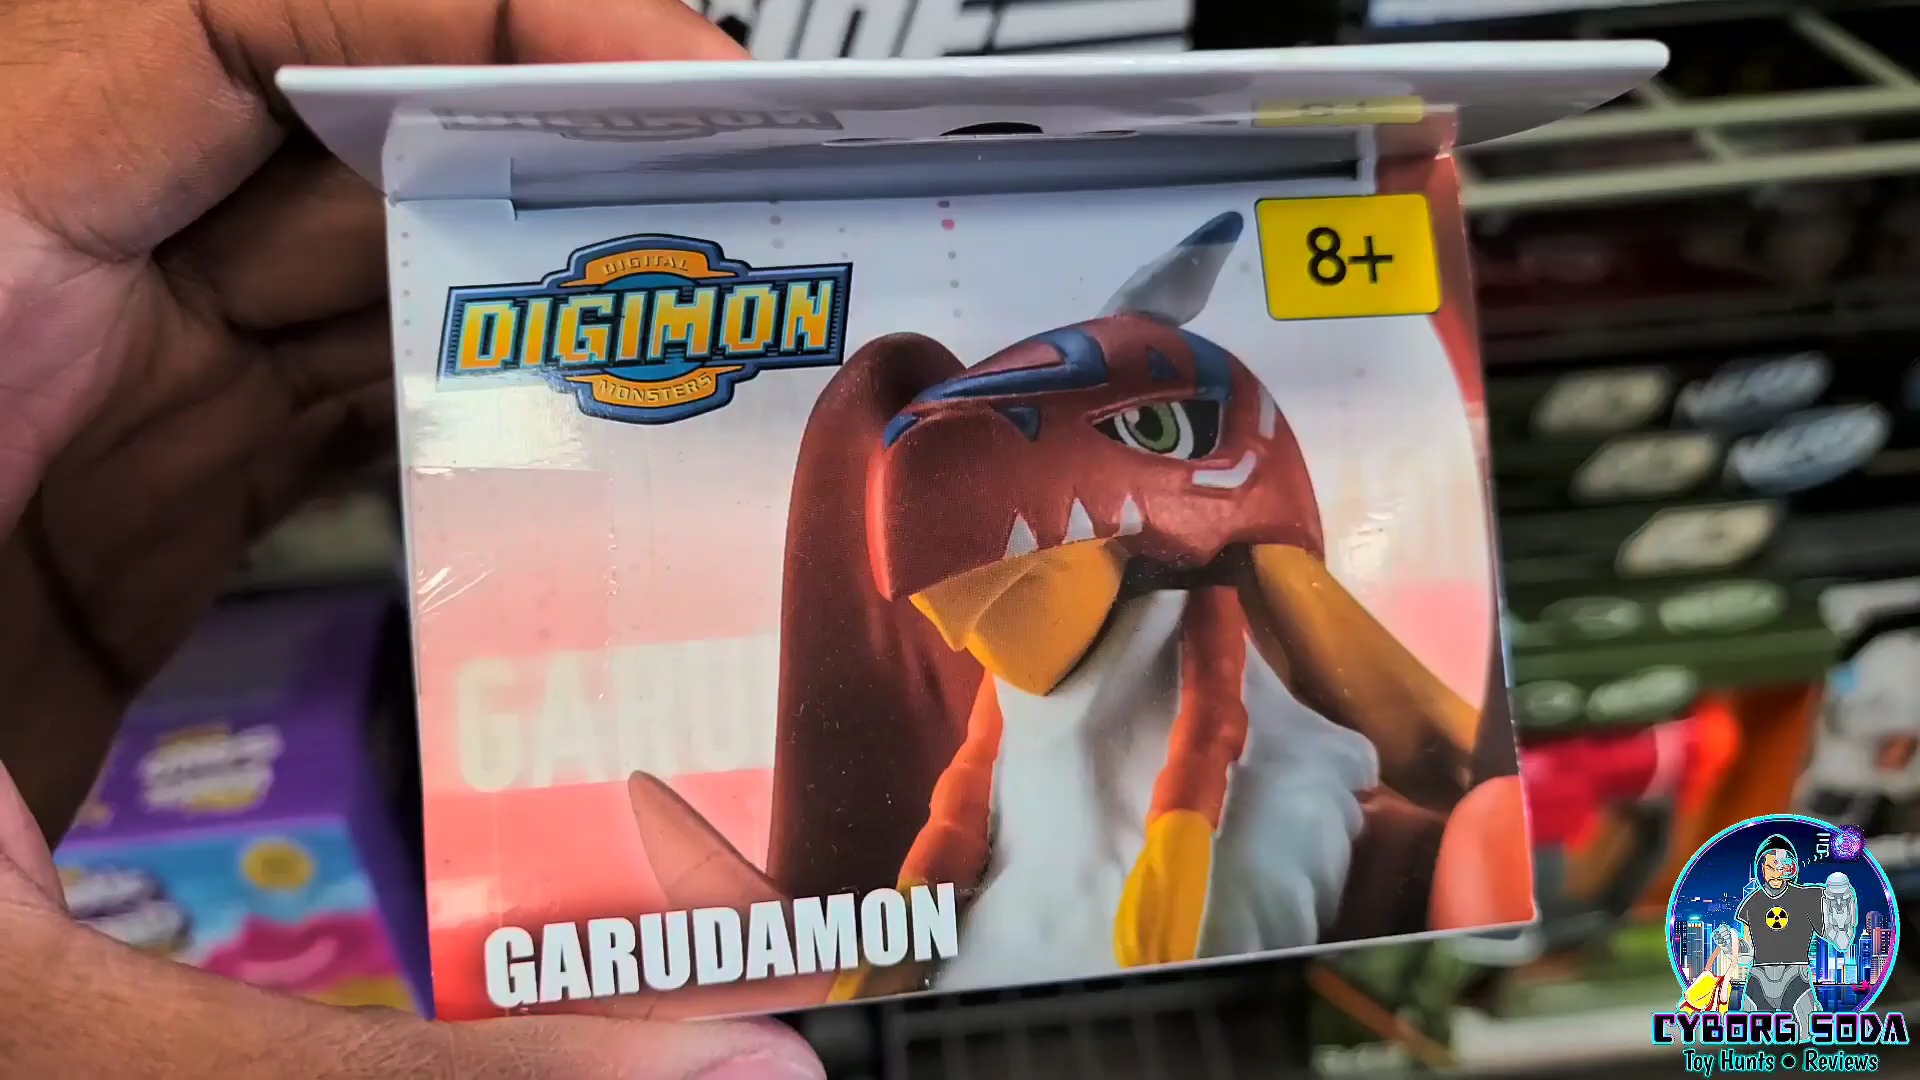 DIGITAL
DIGIMON
MONSTERS
8+
GARUDAMON
CYBORG SODA
Toy Hunts • Reviews